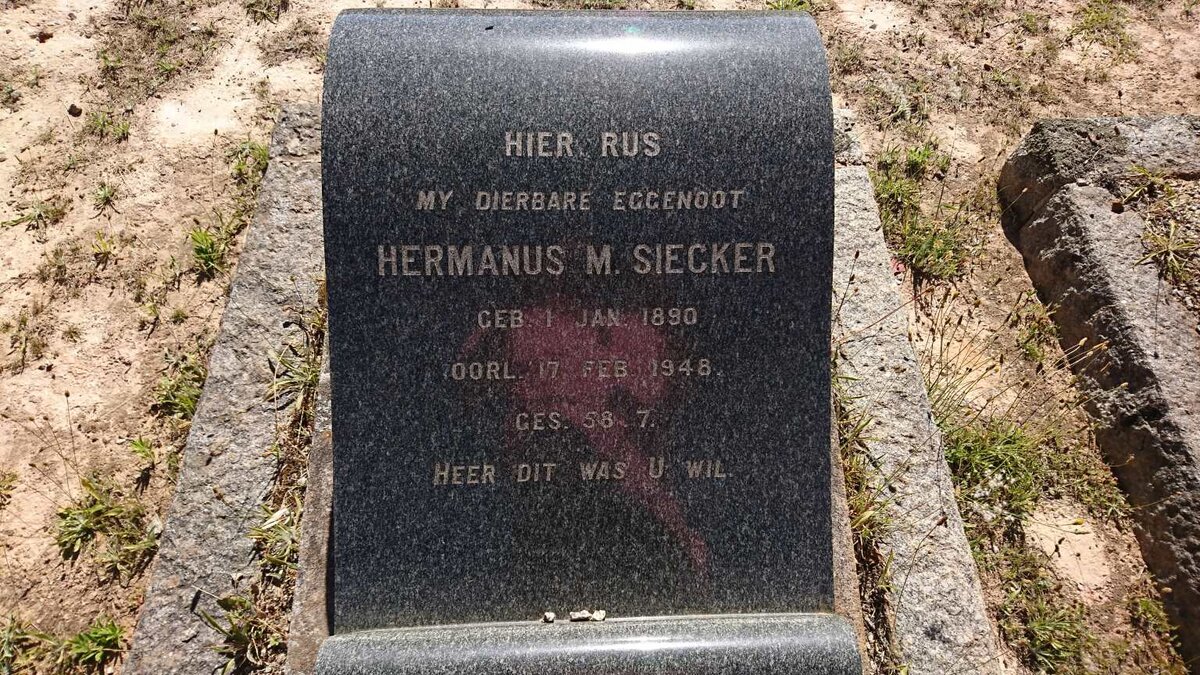 HIER RUS
MY DIERBARE EGGENOOT
HERMANUS M. SIECKER
GEB. 1 JAN. 1890
OORL. 17 FEB. 1948.
GES. 58: 7.
HEER DIT WAS U WIL.